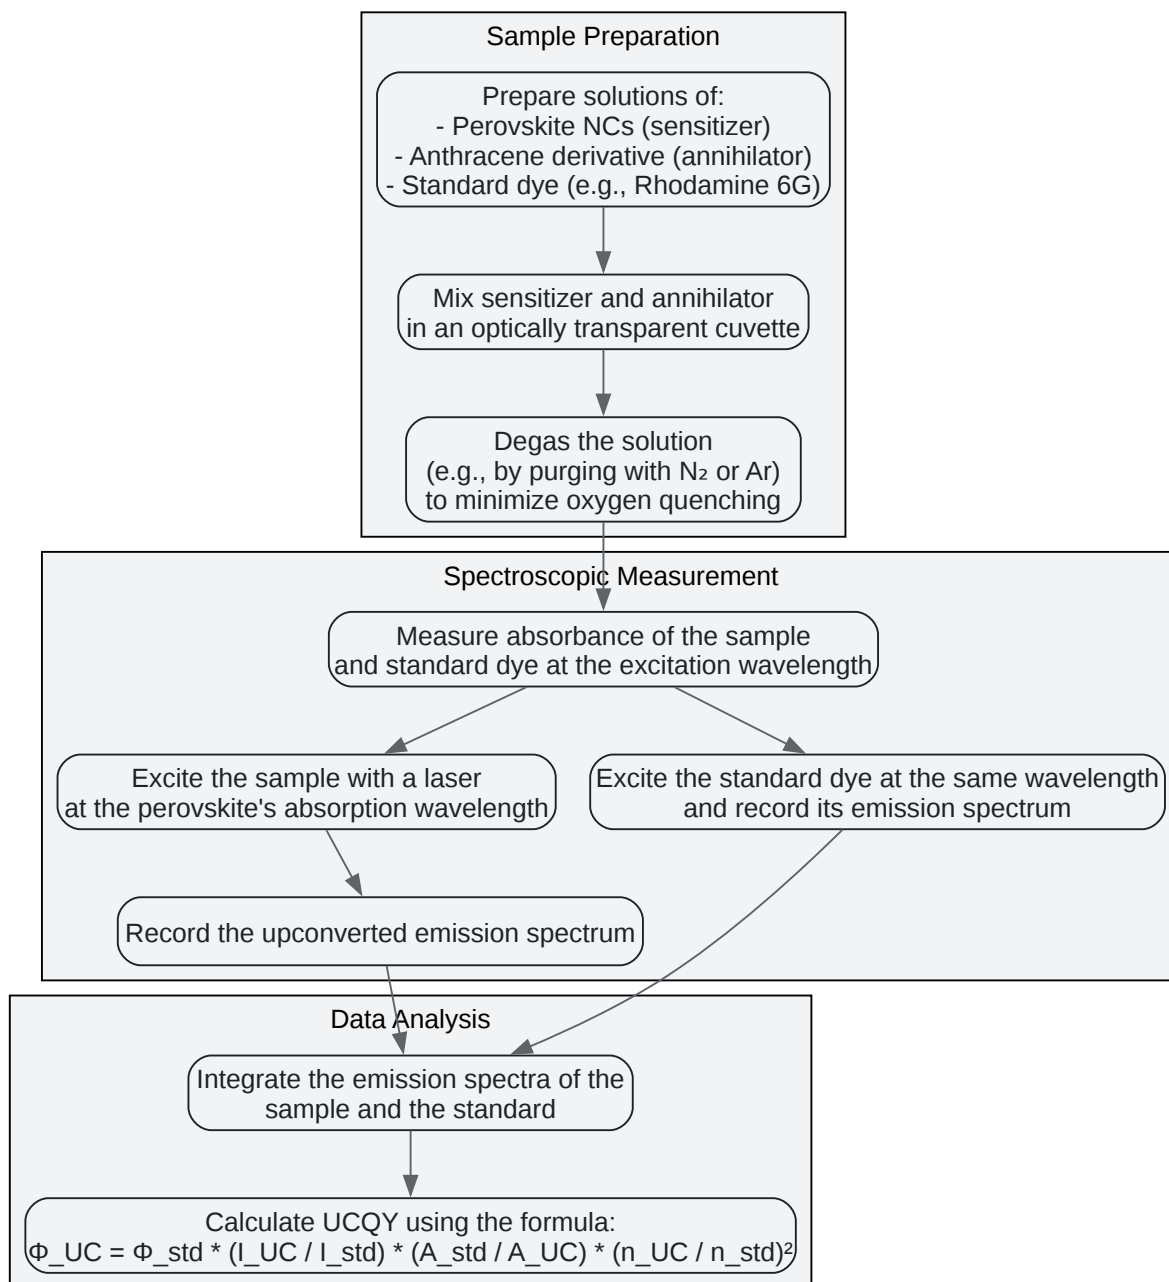 Sample Preparation
Prepare solutions of:
- Perovskite NCs (sensitizer)
- Anthracene derivative (annihilator)
- Standard dye (e.g., Rhodamine 6G)
Mix sensitizer and annihilator
in an optically transparent cuvette
Degas the solution
(e.g., by purging with N₂ or Ar)
to minimize oxygen quenching
Spectroscopic Measurement
Measure absorbance of the sample
and standard dye at the excitation wavelength
Excite the sample with a laser
at the perovskite's absorption wavelength
Excite the standard dye at the same wavelength
and record its emission spectrum
Record the upconverted emission spectrum
Data Analysis
Integrate the emission spectra of the
sample and the standard
Calculate UCQY using the formula:
Φ_UC = Φ_std * (I_UC / I_std) * (A_std / A_UC) * (n_UC / n_std)²